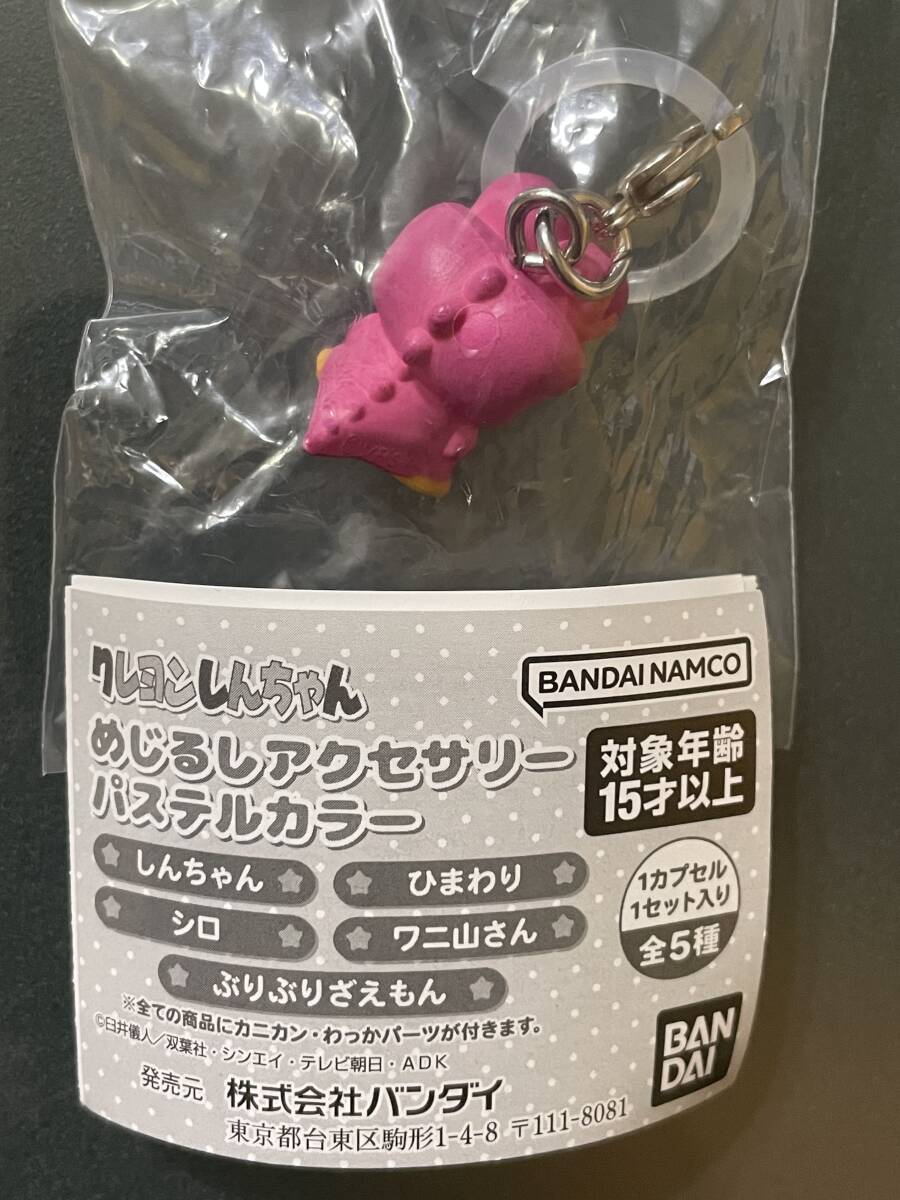 クレヨンしんちゃん
BANDAI NAMCO
めじるしアクセサリー
パステルカラー
対象年齢
15才以上
しんちゃん
ひまわり
シロ
ワニ山さん
ぶりぶりざえもん
1カプセル
1セット入り
全5種
※全ての商品にカニカン・わっかパーツが付きます。
©臼井儀人/双葉社・シンエイ・テレビ朝日・ADK
発売元 株式会社バンダイ
東京都台東区駒形1-4-8 〒111-8081
BAN
DAI